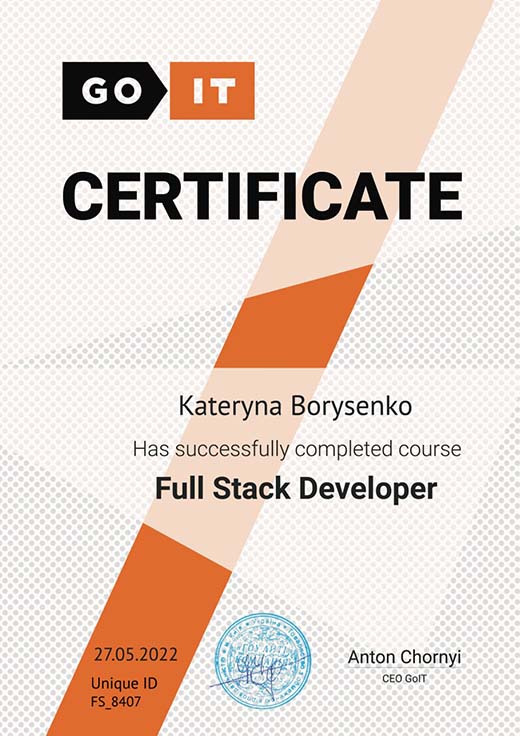 GO IT
CERTIFICATE
Kateryna Borysenko
Has successfully completed course
Full Stack Developer
27.05.2022
Unique ID
FS_8407
Anton Chornyi
CEO GoIT